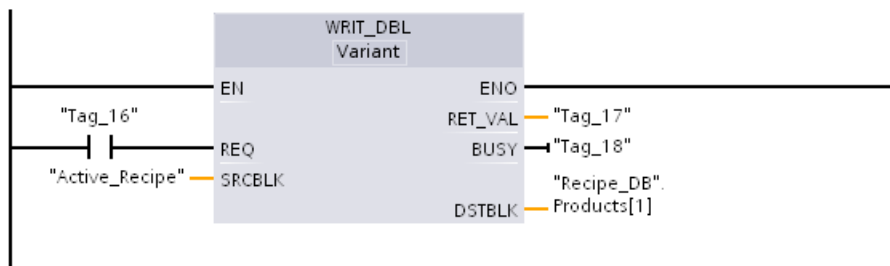 WRIT_DBL
Variant
EN
ENO
"Tag_16"
RET_VAL
"Tag_17"
REQ
BUSY
"Tag_18"
"Active_Recipe"
SRCBLK
"Recipe_DB".
DSTBLK
Products[1]